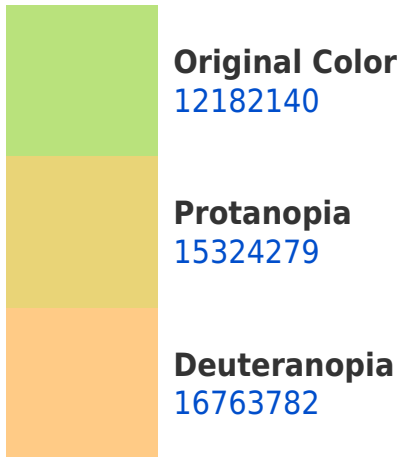 Original Color
12182140
Protanopia
15324279
Deuteranopia
16763782